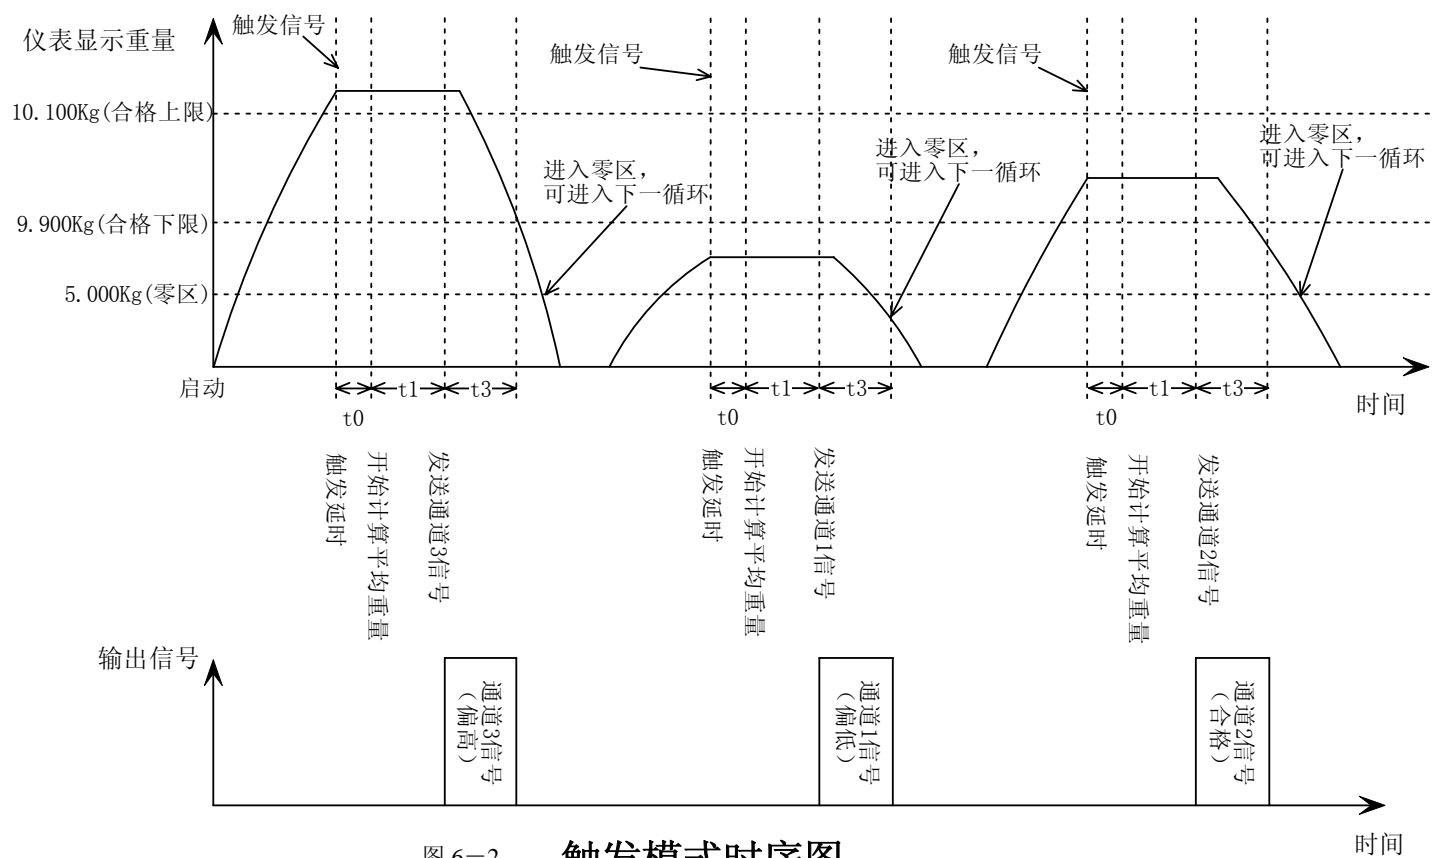 仪表显示重量
触发信号
触发信号
触发信号
10.100Kg(合格上限)
进入零区，
可进入下一循环
进入零区，
可进入下一循环
进入零区，
可进入下一循环
9.900Kg(合格下限)
5.000Kg(零区)
启动
t1
t3
t1
t3
t1
t3
时间
t0
t0
t0
触发延时
开始计算平均重量
发送通道3信号
触发延时
开始计算平均重量
发送通道1信号
触发延时
开始计算平均重量
发送通道2信号
输出信号
通道3信号
（偏高）
通道1信号
（偏低）
通道2信号
（合格）
时间
图 6－2 触发模式时序图